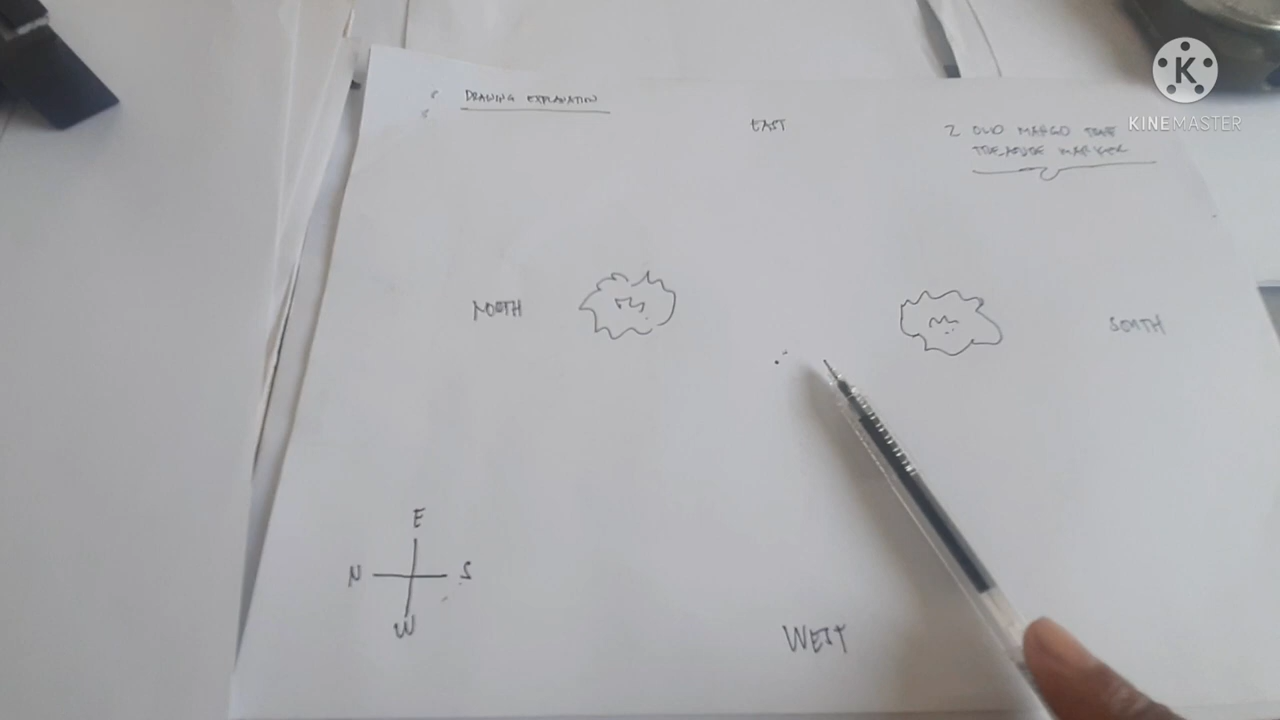 DRAWING EXPLANATION
EAST
2 OLD MANGO TREE
TREASURE MARKER
NORTH
M
M
SOUTH
E
N S
W
WEST
K
KINEMASTER